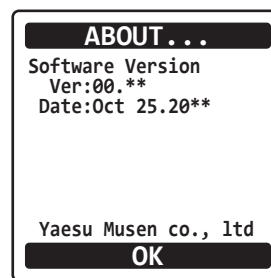 ABOUT...
Software Version
Ver:00.**
Date:Oct 25.20**
Yaesu Musen co., ltd
OK